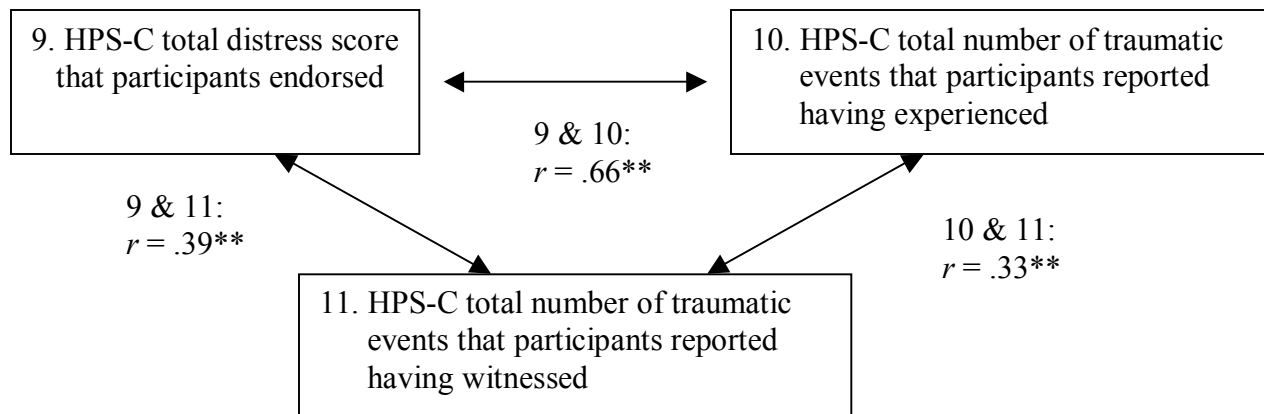 9. HPS-C total distress score
that participants endorsed
10. HPS-C total number of traumatic
events that participants reported
having experienced
9 & 10:
r = .66**
9 & 11:
r = .39**
10 & 11:
r = .33**
11. HPS-C total number of traumatic
events that participants reported
having witnessed